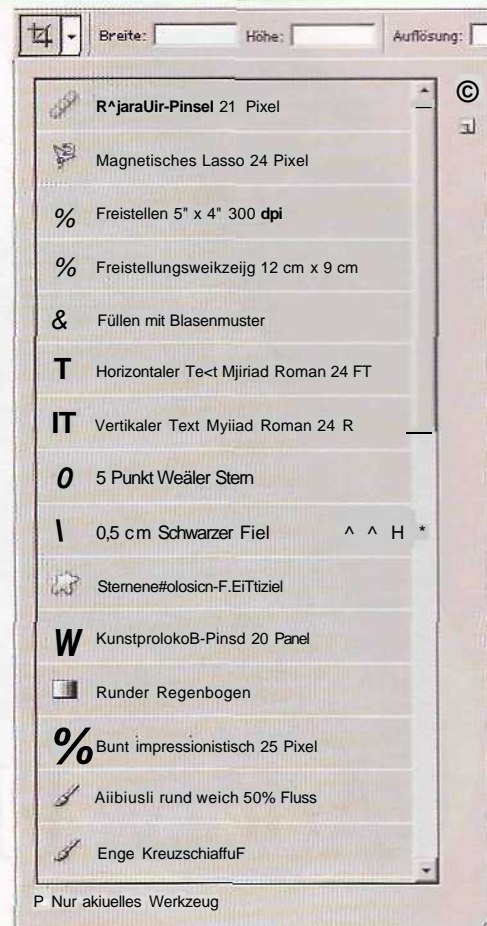 Breite: Höhe: Auflösung:
©
R^jaraUir-Pinsel 21 Pixel
Magnetisches Lasso 24 Pixel
% Freistellen 5" x 4" 300 dpi
% Freistellungsweikzeijg 12 cm x 9 cm
& Füllen mit Blasenmuster
T Horizontaler Te<t Mjiriad Roman 24 FT
IT Vertikaler Text Myiiad Roman 24 R
0 5 Punkt Weäler Stern
\ 0,5 cm Schwarzer Fiel ^ ^ H *
Sternene#olosicn-F.EiTtiziel
W KunstprolokoB-Pinsd 20 Panel
Runder Regenbogen
% Bunt impressionistisch 25 Pixel
Aiibiusli rund weich 50% Fluss
Enge KreuzschiaffuF
P Nur akiuelles Werkzeug